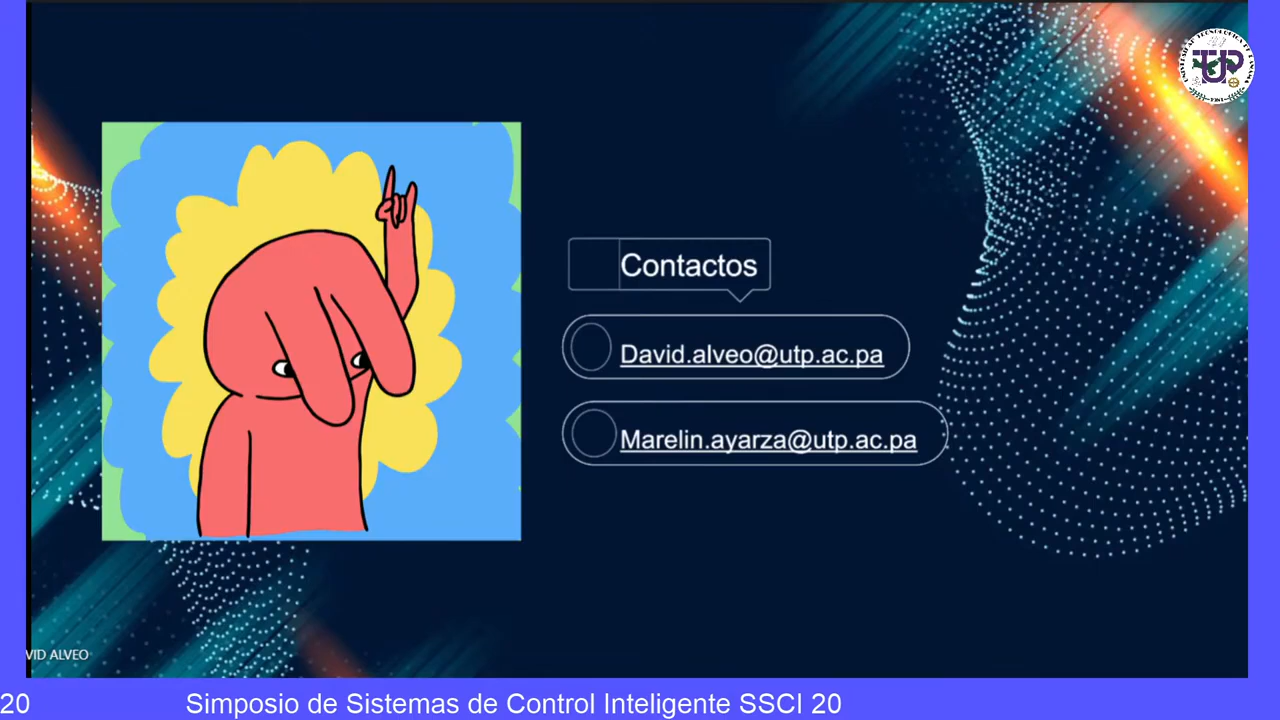 UTP
Contactos
David.alveo@utp.ac.pa
Marelin.ayarza@utp.ac.pa
VID ALVEO
20 Simposio de Sistemas de Control Inteligente SSCI 20